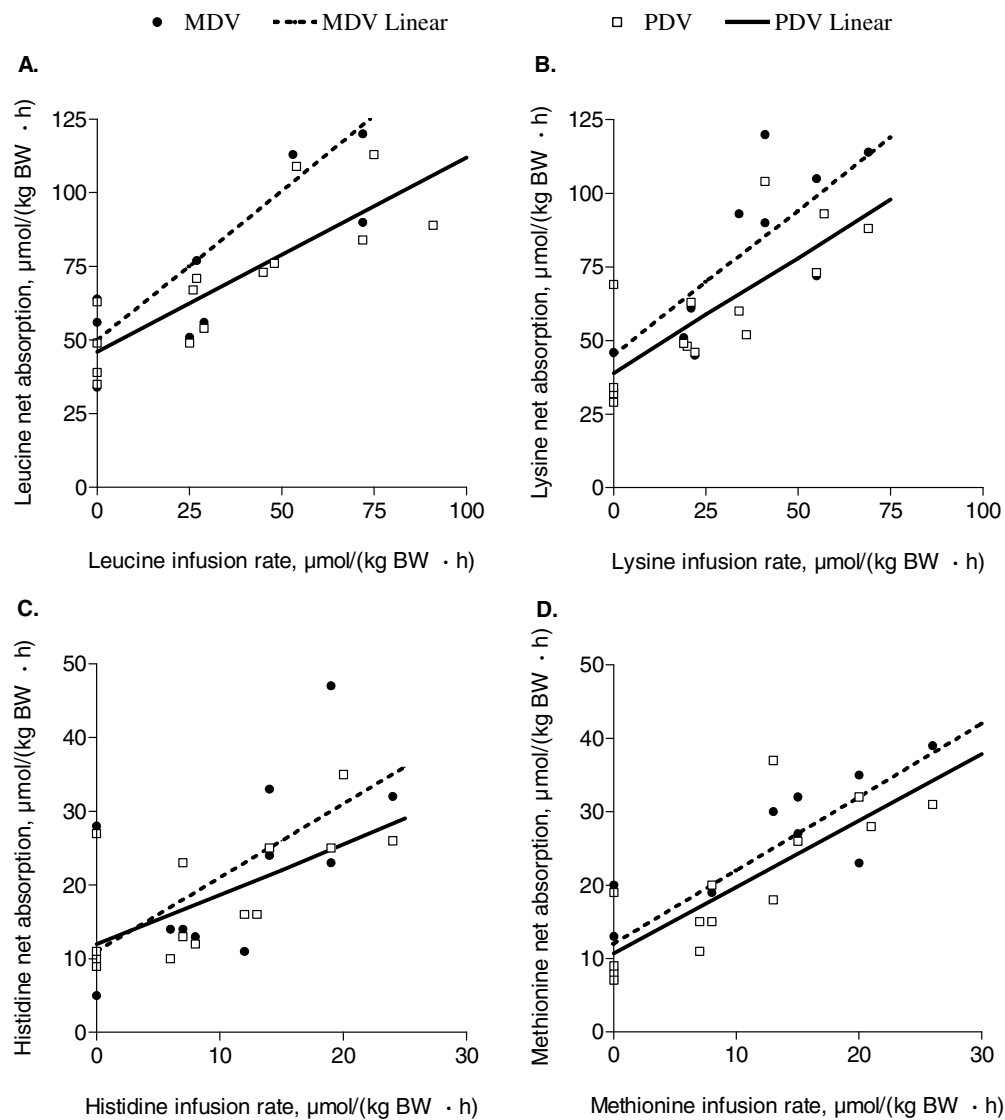 MDV MDV Linear PDV PDV Linear
A.
125
100
75
50
25
0
0 25 50 75 100
Leucine net absorption, µmol/(kg BW · h)
Leucine infusion rate, µmol/(kg BW · h)
B.
125
100
75
50
25
0
0 25 50 75 100
Lysine net absorption, µmol/(kg BW · h)
Lysine infusion rate, µmol/(kg BW · h)
C.
50
40
30
20
10
0
0 10 20 30
Histidine net absorption, µmol/(kg BW · h)
Histidine infusion rate, µmol/(kg BW · h)
D.
50
40
30
20
10
0
0 10 20 30
Methionine net absorption, µmol/(kg BW · h)
Methionine infusion rate, µmol/(kg BW · h)